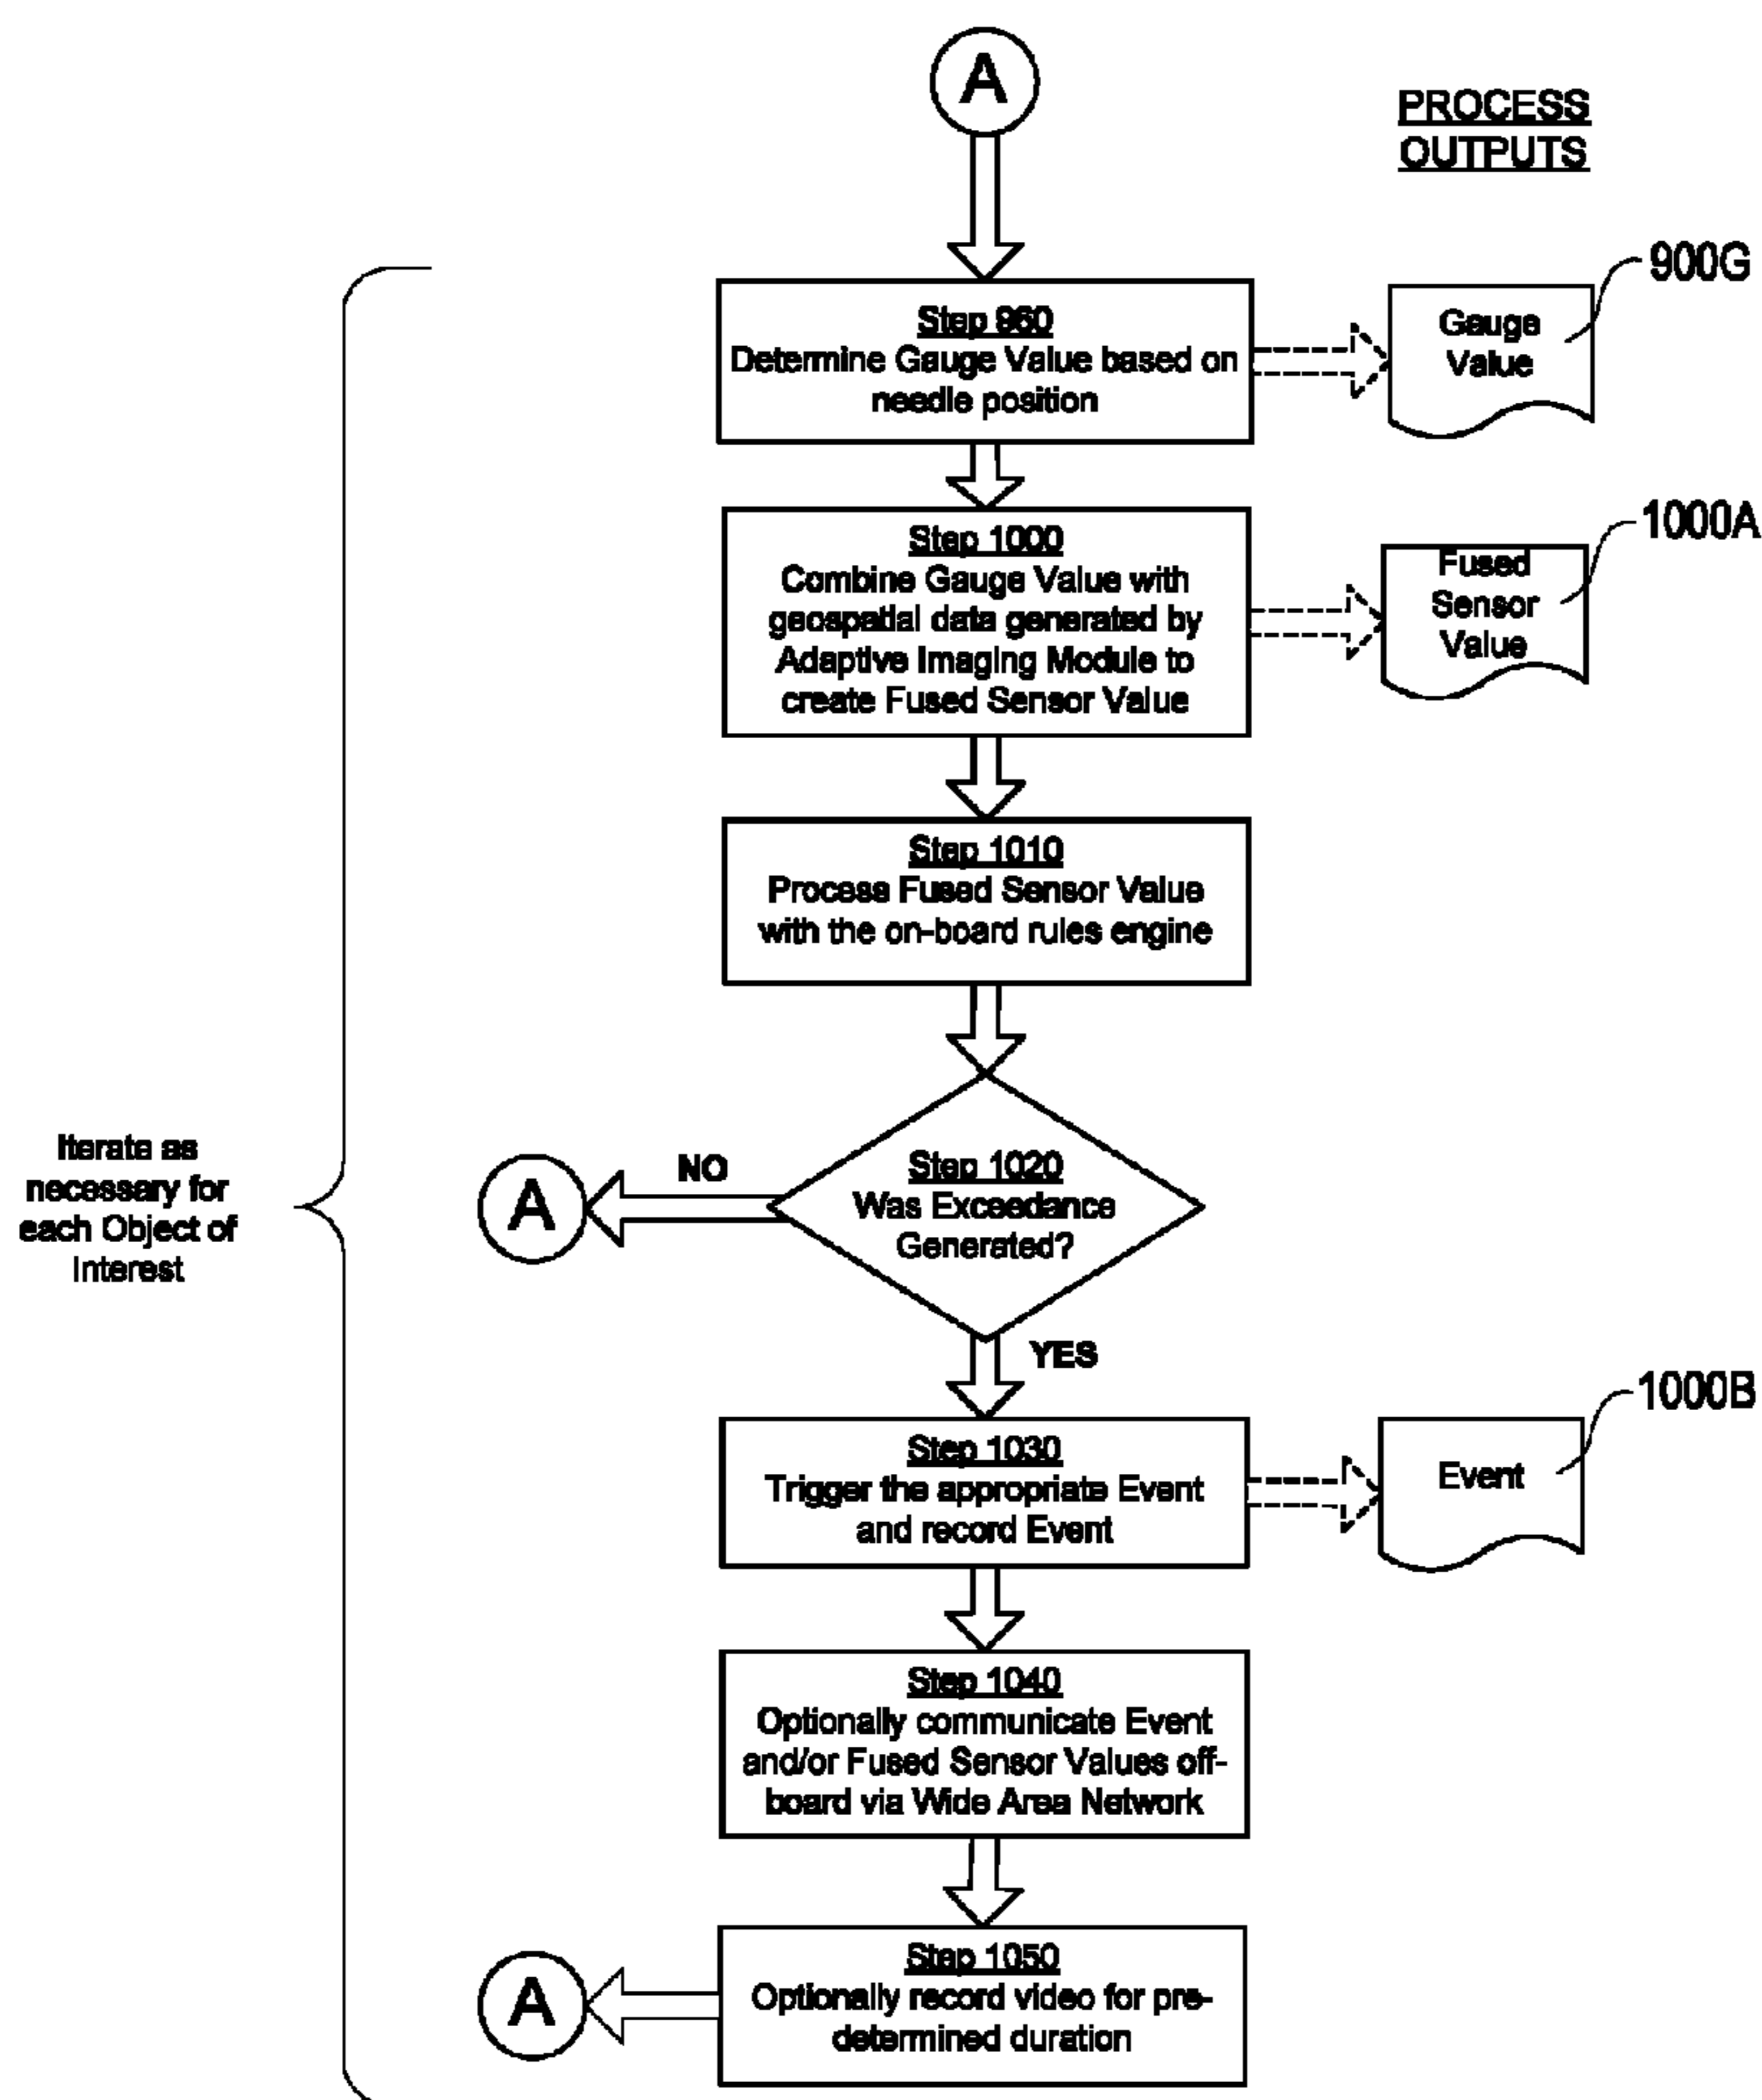 A
PROCESS
OUTPUTS
900G
Step 960
Determine Gauge Value based on
needle position
Gauge
Value
1000A
Step 1000
Combine Gauge Value with
geospatial data generated by
Adaptive Imaging Module to
create Fused Sensor Value
Fused
Sensor
Value
Step 1010
Process Fused Sensor Value
with the on-board rules engine
Iterate as
necessary for
each Object of
Interest
A
NO
Step 1020
Was Exceedance
Generated?
YES
1000B
Step 1030
Trigger the appropriate Event
and record Event
Event
Step 1040
Optionally communicate Event
and/or Fused Sensor Values off-
board via Wide Area Network
A
Step 1050
Optionally record video for pre-
determined duration